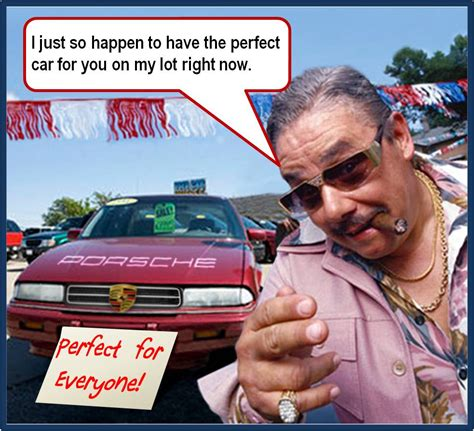 I just so happen to have the perfect
car for you on my lot right now.
SALE!
PORSCHE
Perfect for
Everyone!